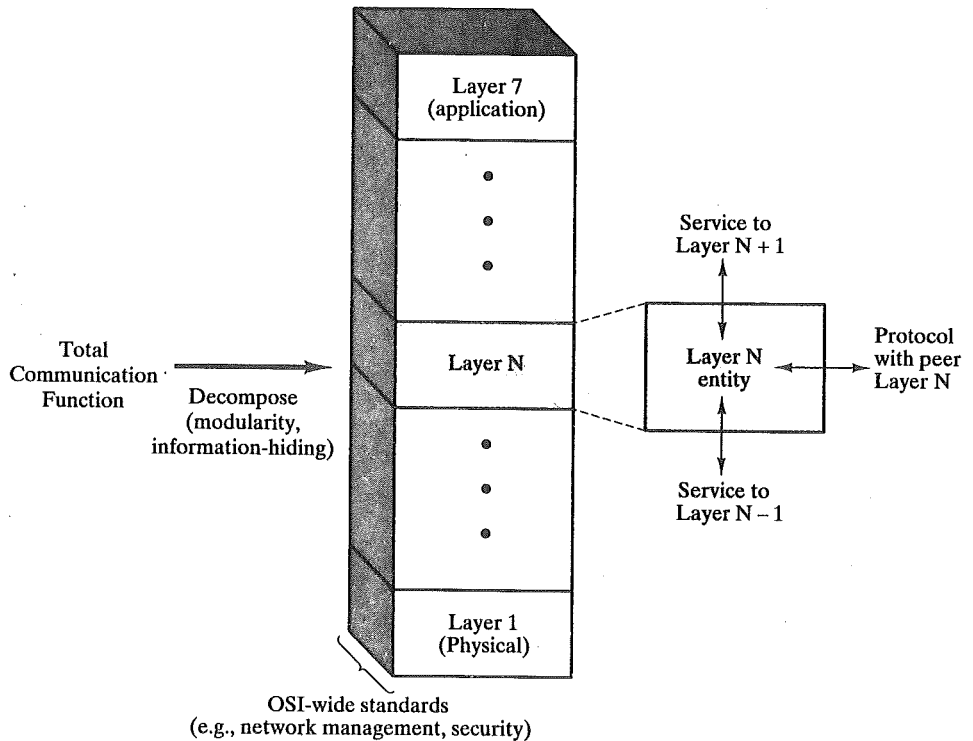 Layer 7
(application)
Service to
Layer N + 1
Total
Communication
Function
Decompose
(modularity,
information-hiding)
Layer N
Layer N
entity
Protocol
with peer
Layer N
Service to
Layer N – 1
Layer 1
(Physical)
OSI-wide standards
(e.g., network management, security)